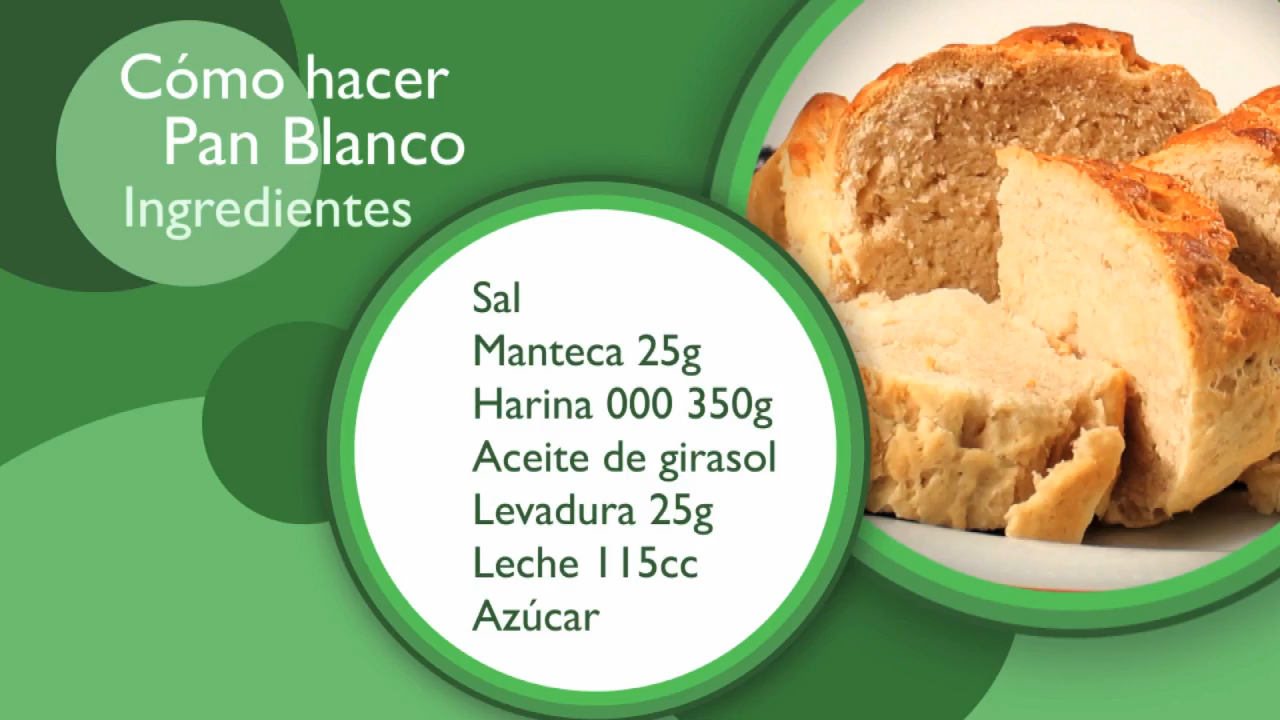 Cómo hacer
Pan Blanco
Ingredientes
Sal
Manteca 25g
Harina 000 350g
Aceite de girasol
Levadura 25g
Leche 115cc
Azúcar